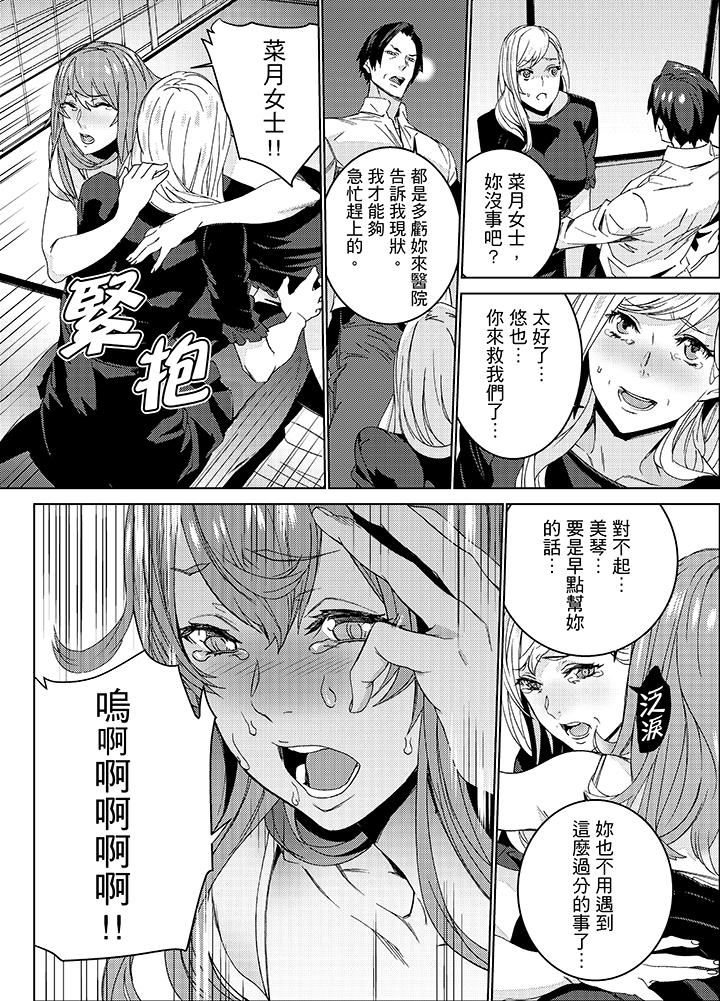 菜月女士，
妳沒事吧？
太好了…
悠也…
你來救我們了…
都是多虧妳來醫院
告訴我現狀。
我才能夠
急忙趕上的。
菜月女士!!
緊抱
對不起…
美琴…
要是早點幫妳
的話…
泛淚
妳也不用遇到
這麼過分的事了…
嗚啊啊啊啊啊!!